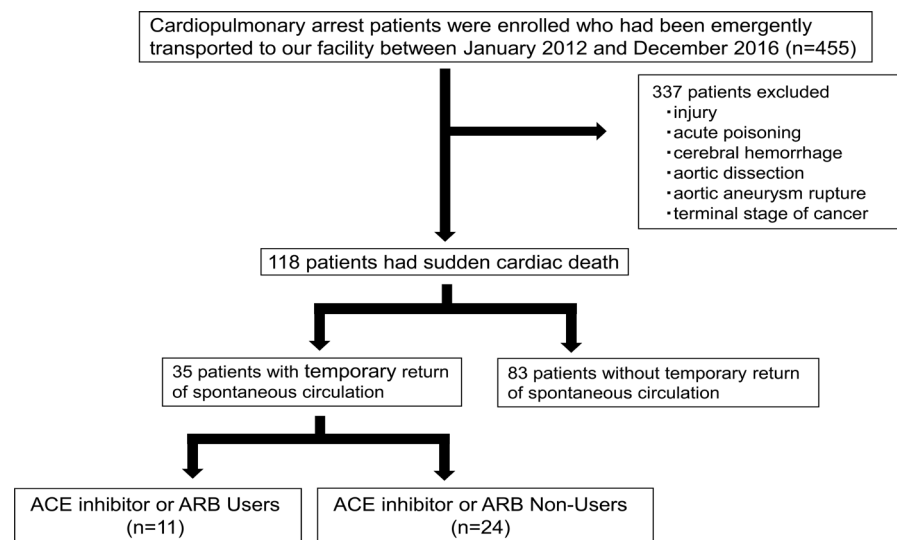 Cardiopulmonary arrest patients were enrolled who had been emergently
transported to our facility between January 2012 and December 2016 (n=455)
337 patients excluded
・injury
・acute poisoning
・cerebral hemorrhage
・aortic dissection
・aortic aneurysm rupture
・terminal stage of cancer
118 patients had sudden cardiac death
35 patients with temporary return
of spontaneous circulation
83 patients without temporary return
of spontaneous circulation
ACE inhibitor or ARB Users
(n=11)
ACE inhibitor or ARB Non-Users
(n=24)